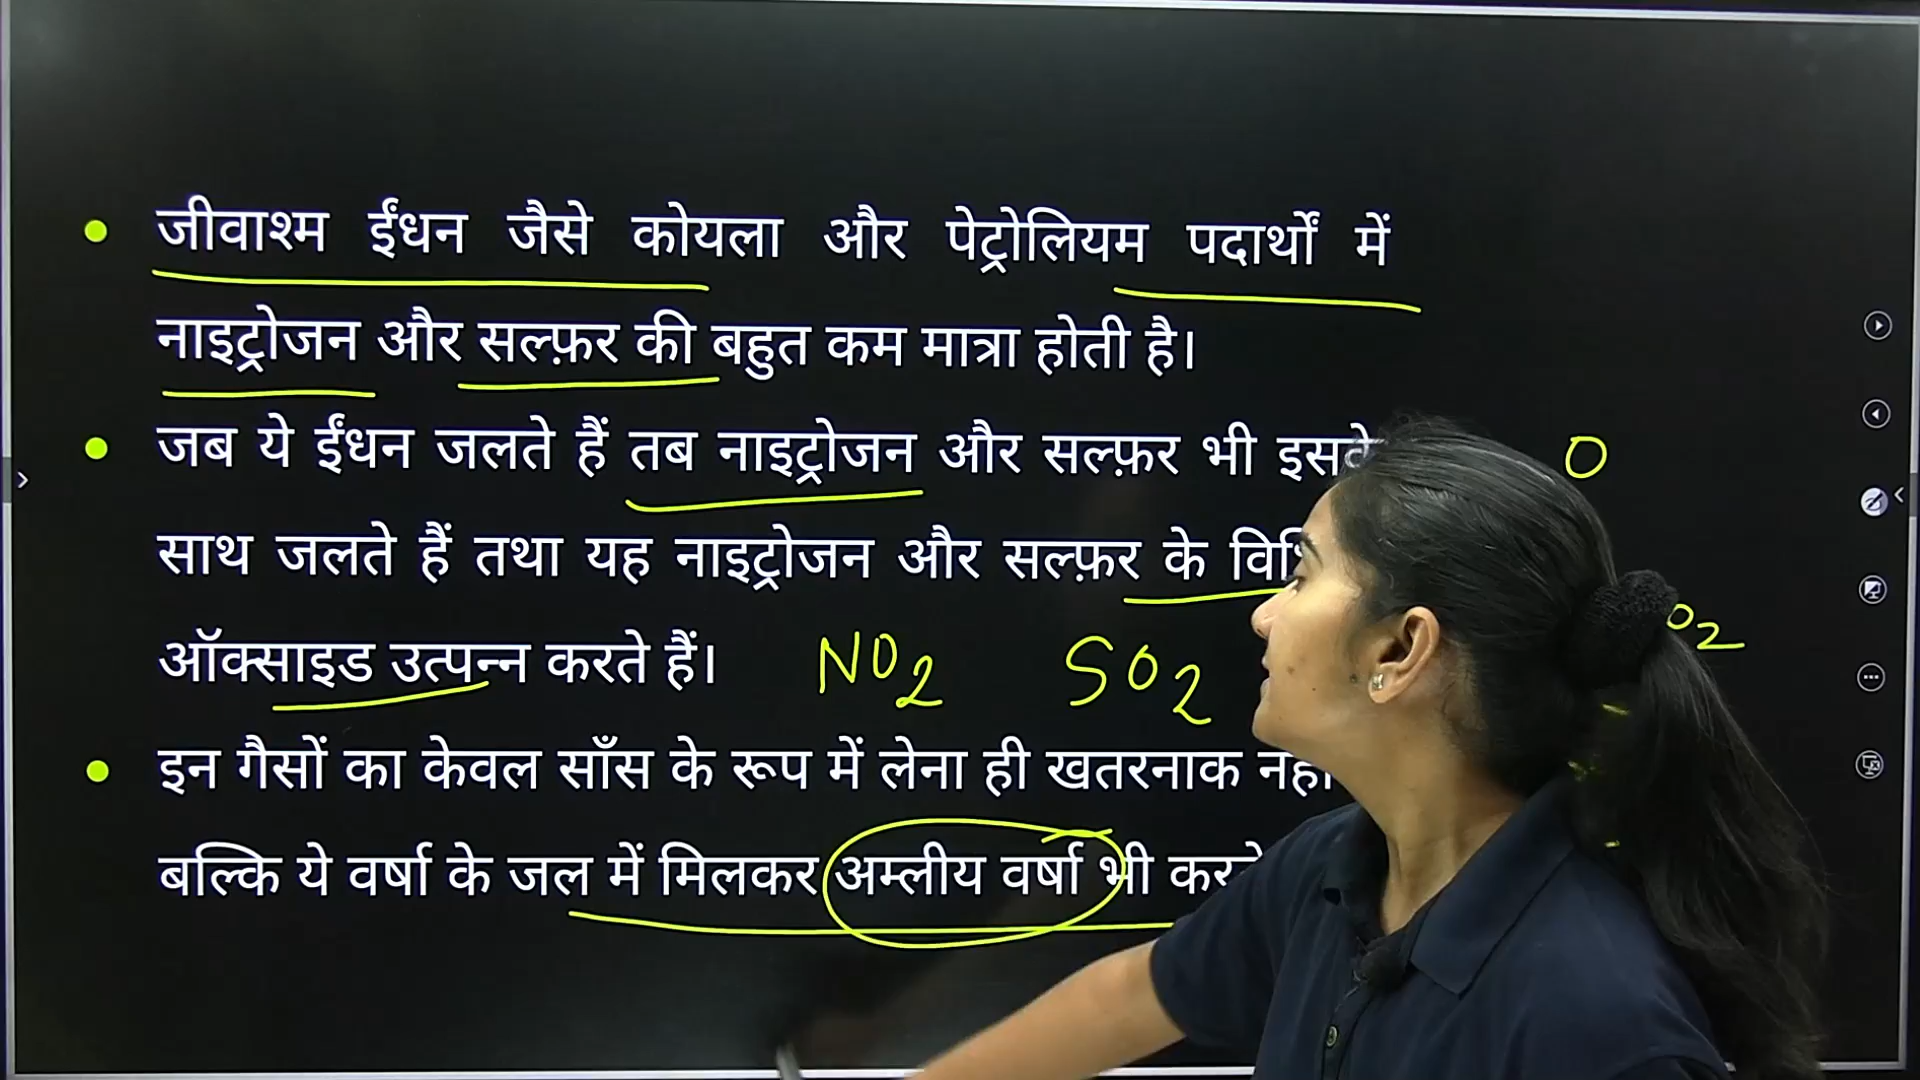 जीवाश्म ईंधन जैसे कोयला और पेट्रोलियम पदार्थों में
नाइट्रोजन और सल्फ़र की बहुत कम मात्रा होती है।
जब ये ईंधन जलते हैं तब नाइट्रोजन और सल्फ़र भी
O
साथ जलते हैं तथा यह नाइट्रोजन और सल्फ़र के
O2
ऑक्साइड उत्पन्न करते हैं। NO2 SO2
इन गैसों का केवल साँस के रूप में लेना ही खतरनाक
बल्कि ये वर्षा के जल में मिलकर अम्लीय वर्षा भी